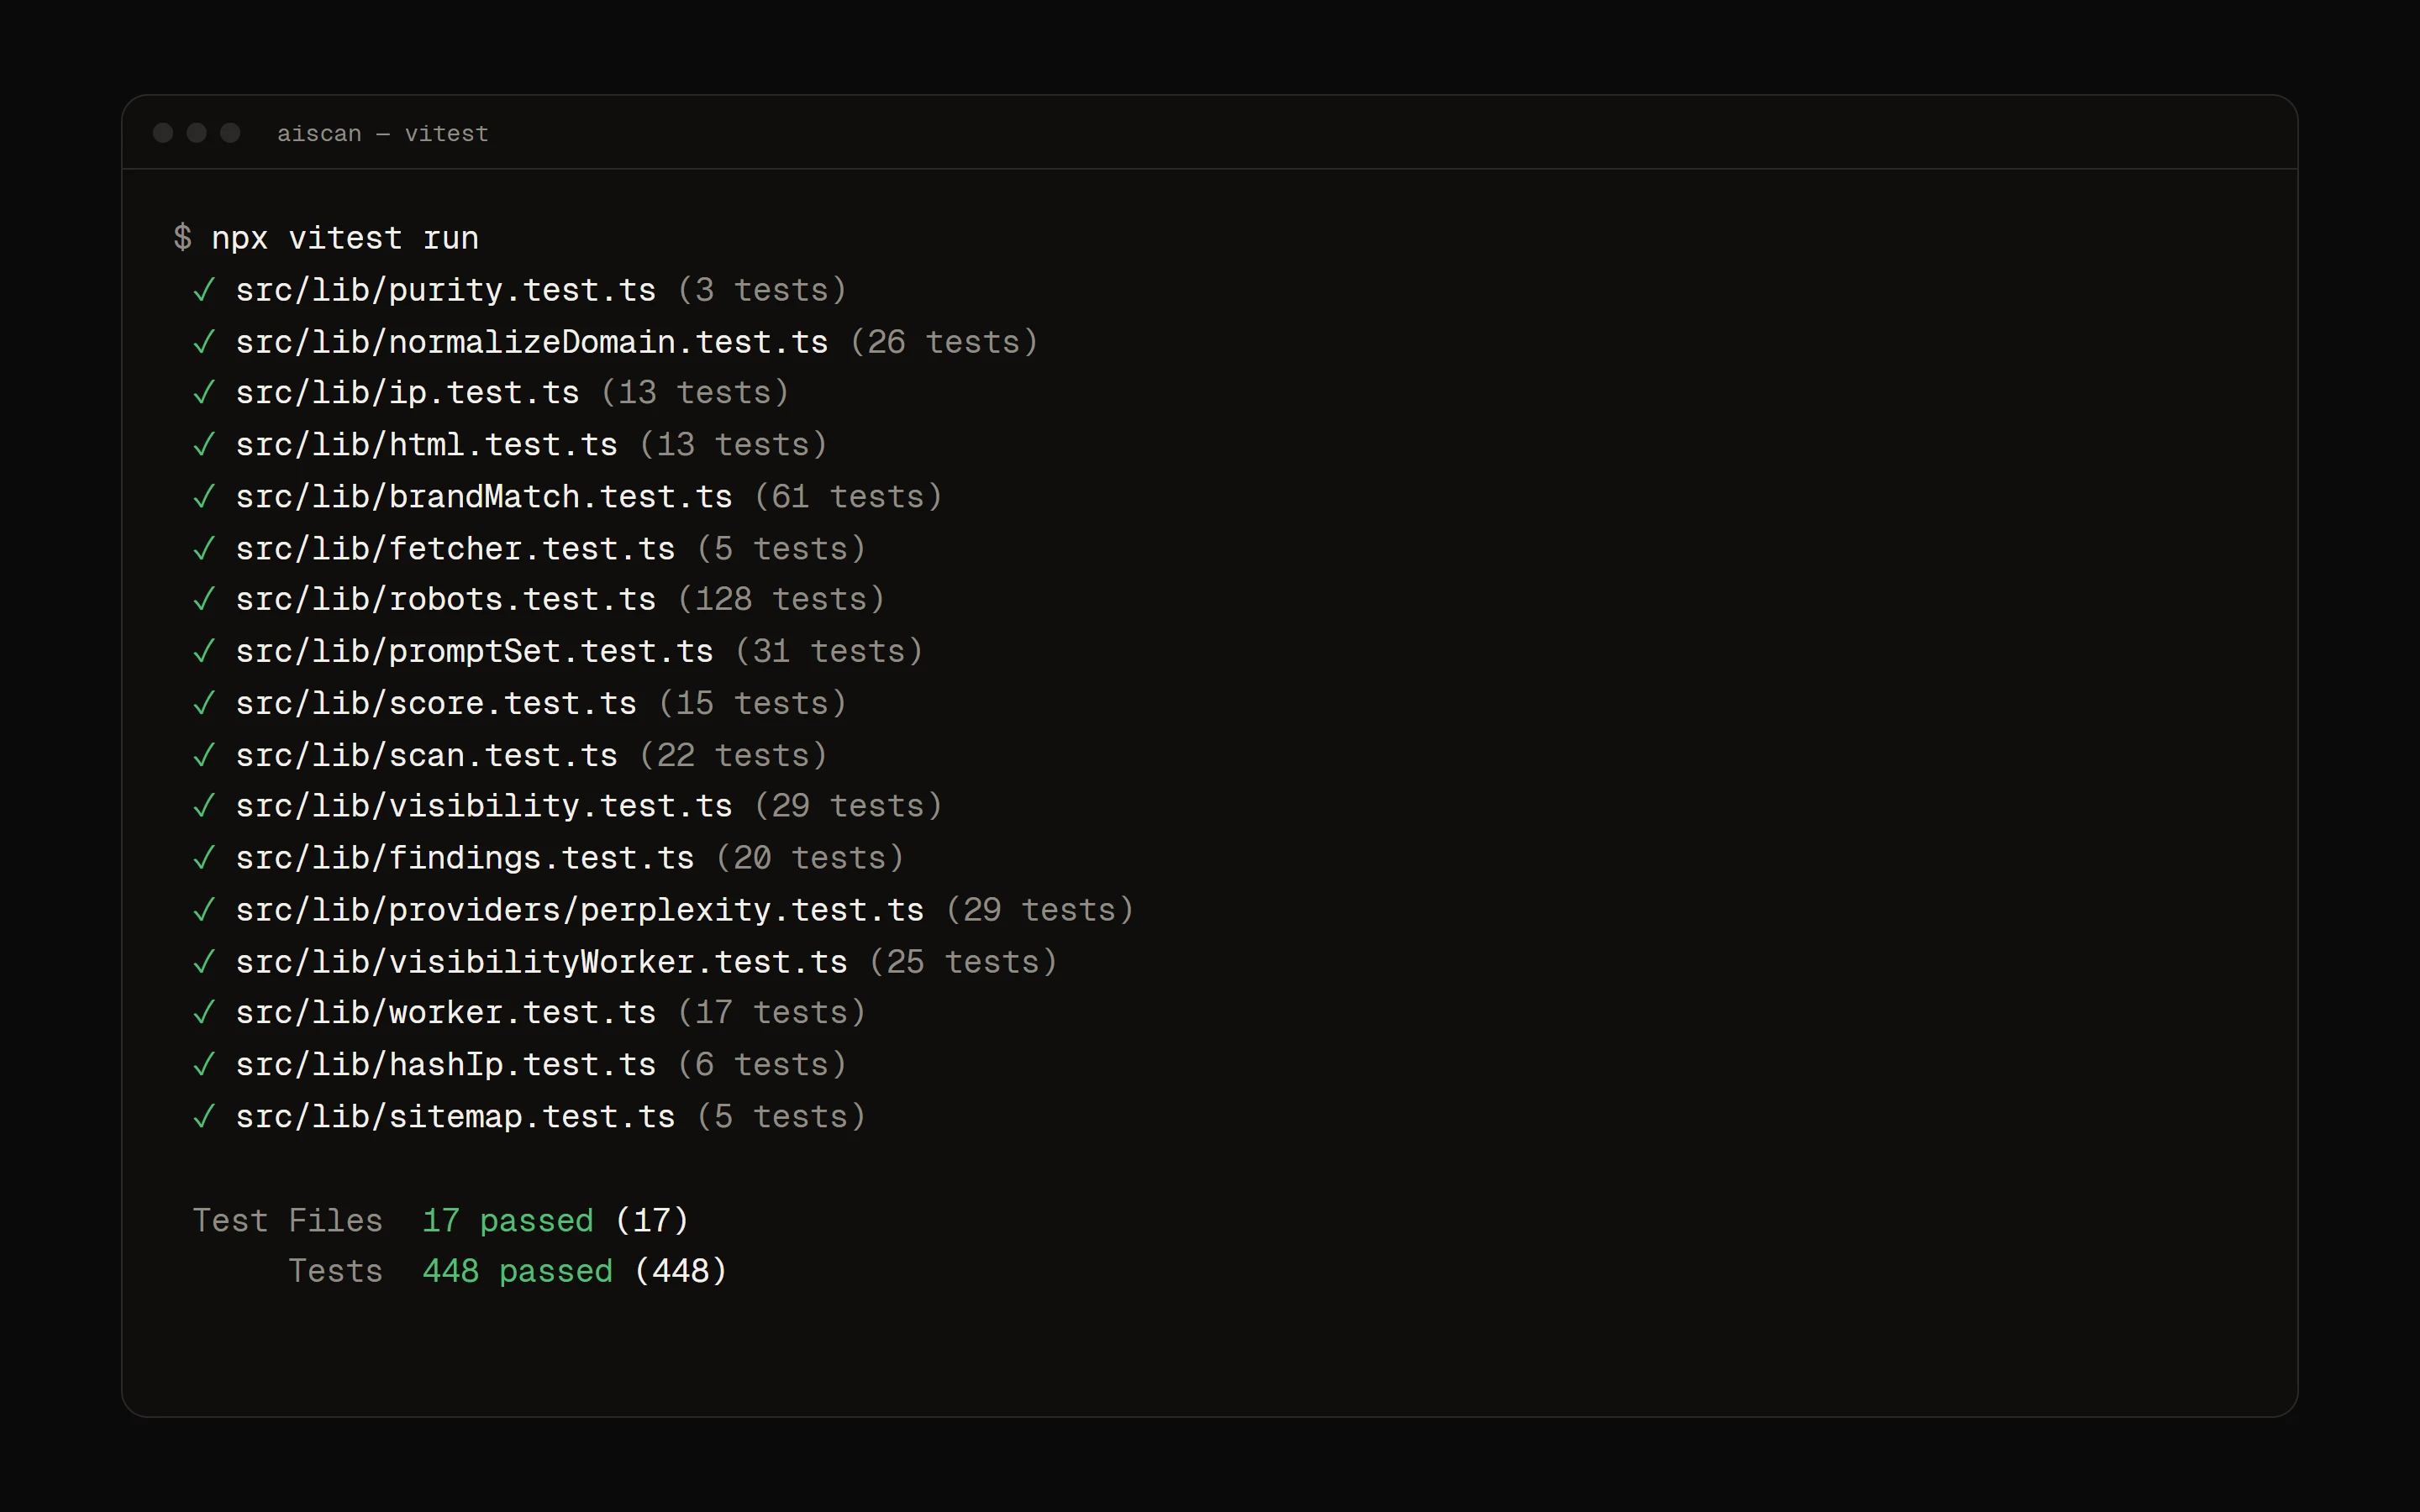 aiscan — vitest
$ npx vitest run
✓ src/lib/purity.test.ts (3 tests)
✓ src/lib/normalizeDomain.test.ts (26 tests)
✓ src/lib/ip.test.ts (13 tests)
✓ src/lib/html.test.ts (13 tests)
✓ src/lib/brandMatch.test.ts (61 tests)
✓ src/lib/fetcher.test.ts (5 tests)
✓ src/lib/robots.test.ts (128 tests)
✓ src/lib/promptSet.test.ts (31 tests)
✓ src/lib/score.test.ts (15 tests)
✓ src/lib/scan.test.ts (22 tests)
✓ src/lib/visibility.test.ts (29 tests)
✓ src/lib/findings.test.ts (20 tests)
✓ src/lib/providers/perplexity.test.ts (29 tests)
✓ src/lib/visibilityWorker.test.ts (25 tests)
✓ src/lib/worker.test.ts (17 tests)
✓ src/lib/hashIp.test.ts (6 tests)
✓ src/lib/sitemap.test.ts (5 tests)
Test Files  17 passed (17)
Tests  448 passed (448)